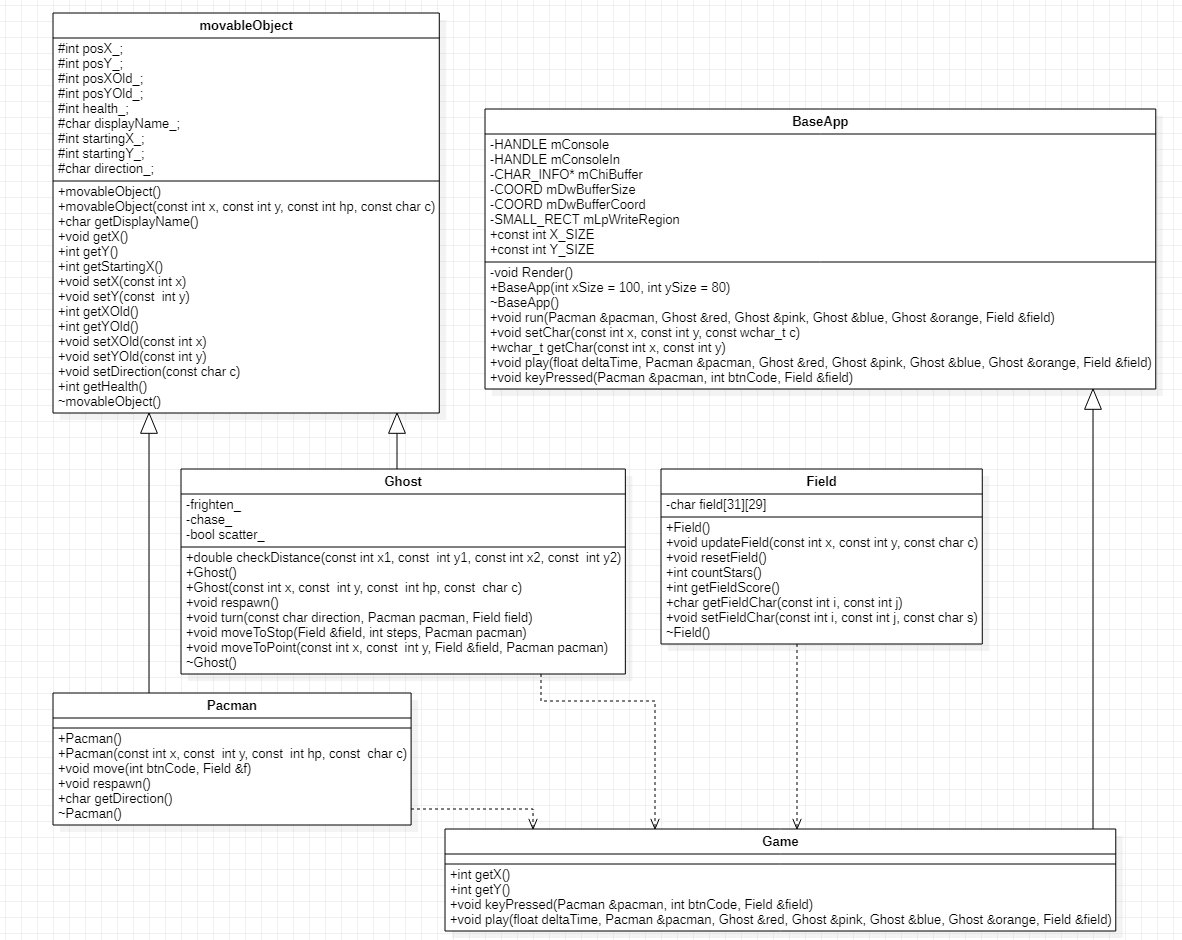 movableObject
#int posX_;
#int posY_;
#int posXOld_;
#int posYOld_;
#int health_;
#char displayName_;
#int startingX_;
#int startingY_;
#char direction_;
+movableObject()
+movableObject(const int x, const int y, const int hp, const char c)
+char getDisplayName()
+void getX()
+int getY()
+int getStartingX()
+void setX(const int x)
+void setY(const  int y)
+int getXOld()
+int getYOld()
+void setXOld(const int x)
+void setYOld(const int y)
+void setDirection(const char c)
+int getHealth()
~movableObject()
BaseApp
-HANDLE mConsole
-HANDLE mConsoleIn
-CHAR_INFO* mChiBuffer
-COORD mDwBufferSize
-COORD mDwBufferCoord
-SMALL_RECT mLpWriteRegion
+const int X_SIZE
+const int Y_SIZE
-void Render()
+BaseApp(int xSize = 100, int ySize = 80)
~BaseApp()
+void run(Pacman &pacman, Ghost &red, Ghost &pink, Ghost &blue, Ghost &orange, Field &field)
+void setChar(const int x, const int y, const wchar_t c)
+wchar_t getChar(const int x, const int y)
+void play(float deltaTime, Pacman &pacman, Ghost &red, Ghost &pink, Ghost &blue, Ghost &orange, Field &field)
+void keyPressed(Pacman &pacman, int btnCode, Field &field)
Ghost
-frighten_
-chase_
-bool scatter_
+double checkDistance(const int x1, const  int y1, const int x2, const  int y2)
+Ghost()
+Ghost(const int x, const  int y, const  int hp, const  char c)
+void respawn()
+void turn(const char direction, Pacman pacman, Field field)
+void moveToStop(Field &field, int steps, Pacman pacman)
+void moveToPoint(const int x, const  int y, Field &field, Pacman pacman)
~Ghost()
Field
-char field[31][29]
+Field()
+void updateField(const int x, const int y, const char c)
+void resetField()
+int countStars()
+int getFieldScore()
+char getFieldChar(const int i, const int j)
+void setFieldChar(const int i, const int j, const char s)
~Field()
Pacman
+Pacman()
+Pacman(const int x, const  int y, const  int hp, const  char c)
+void move(int btnCode, Field &f)
+void respawn()
+char getDirection()
~Pacman()
Game
+int getX()
+int getY()
+void keyPressed(Pacman &pacman, int btnCode, Field &field)
+void play(float deltaTime, Pacman &pacman, Ghost &red, Ghost &pink, Ghost &blue, Ghost &orange, Field &field)